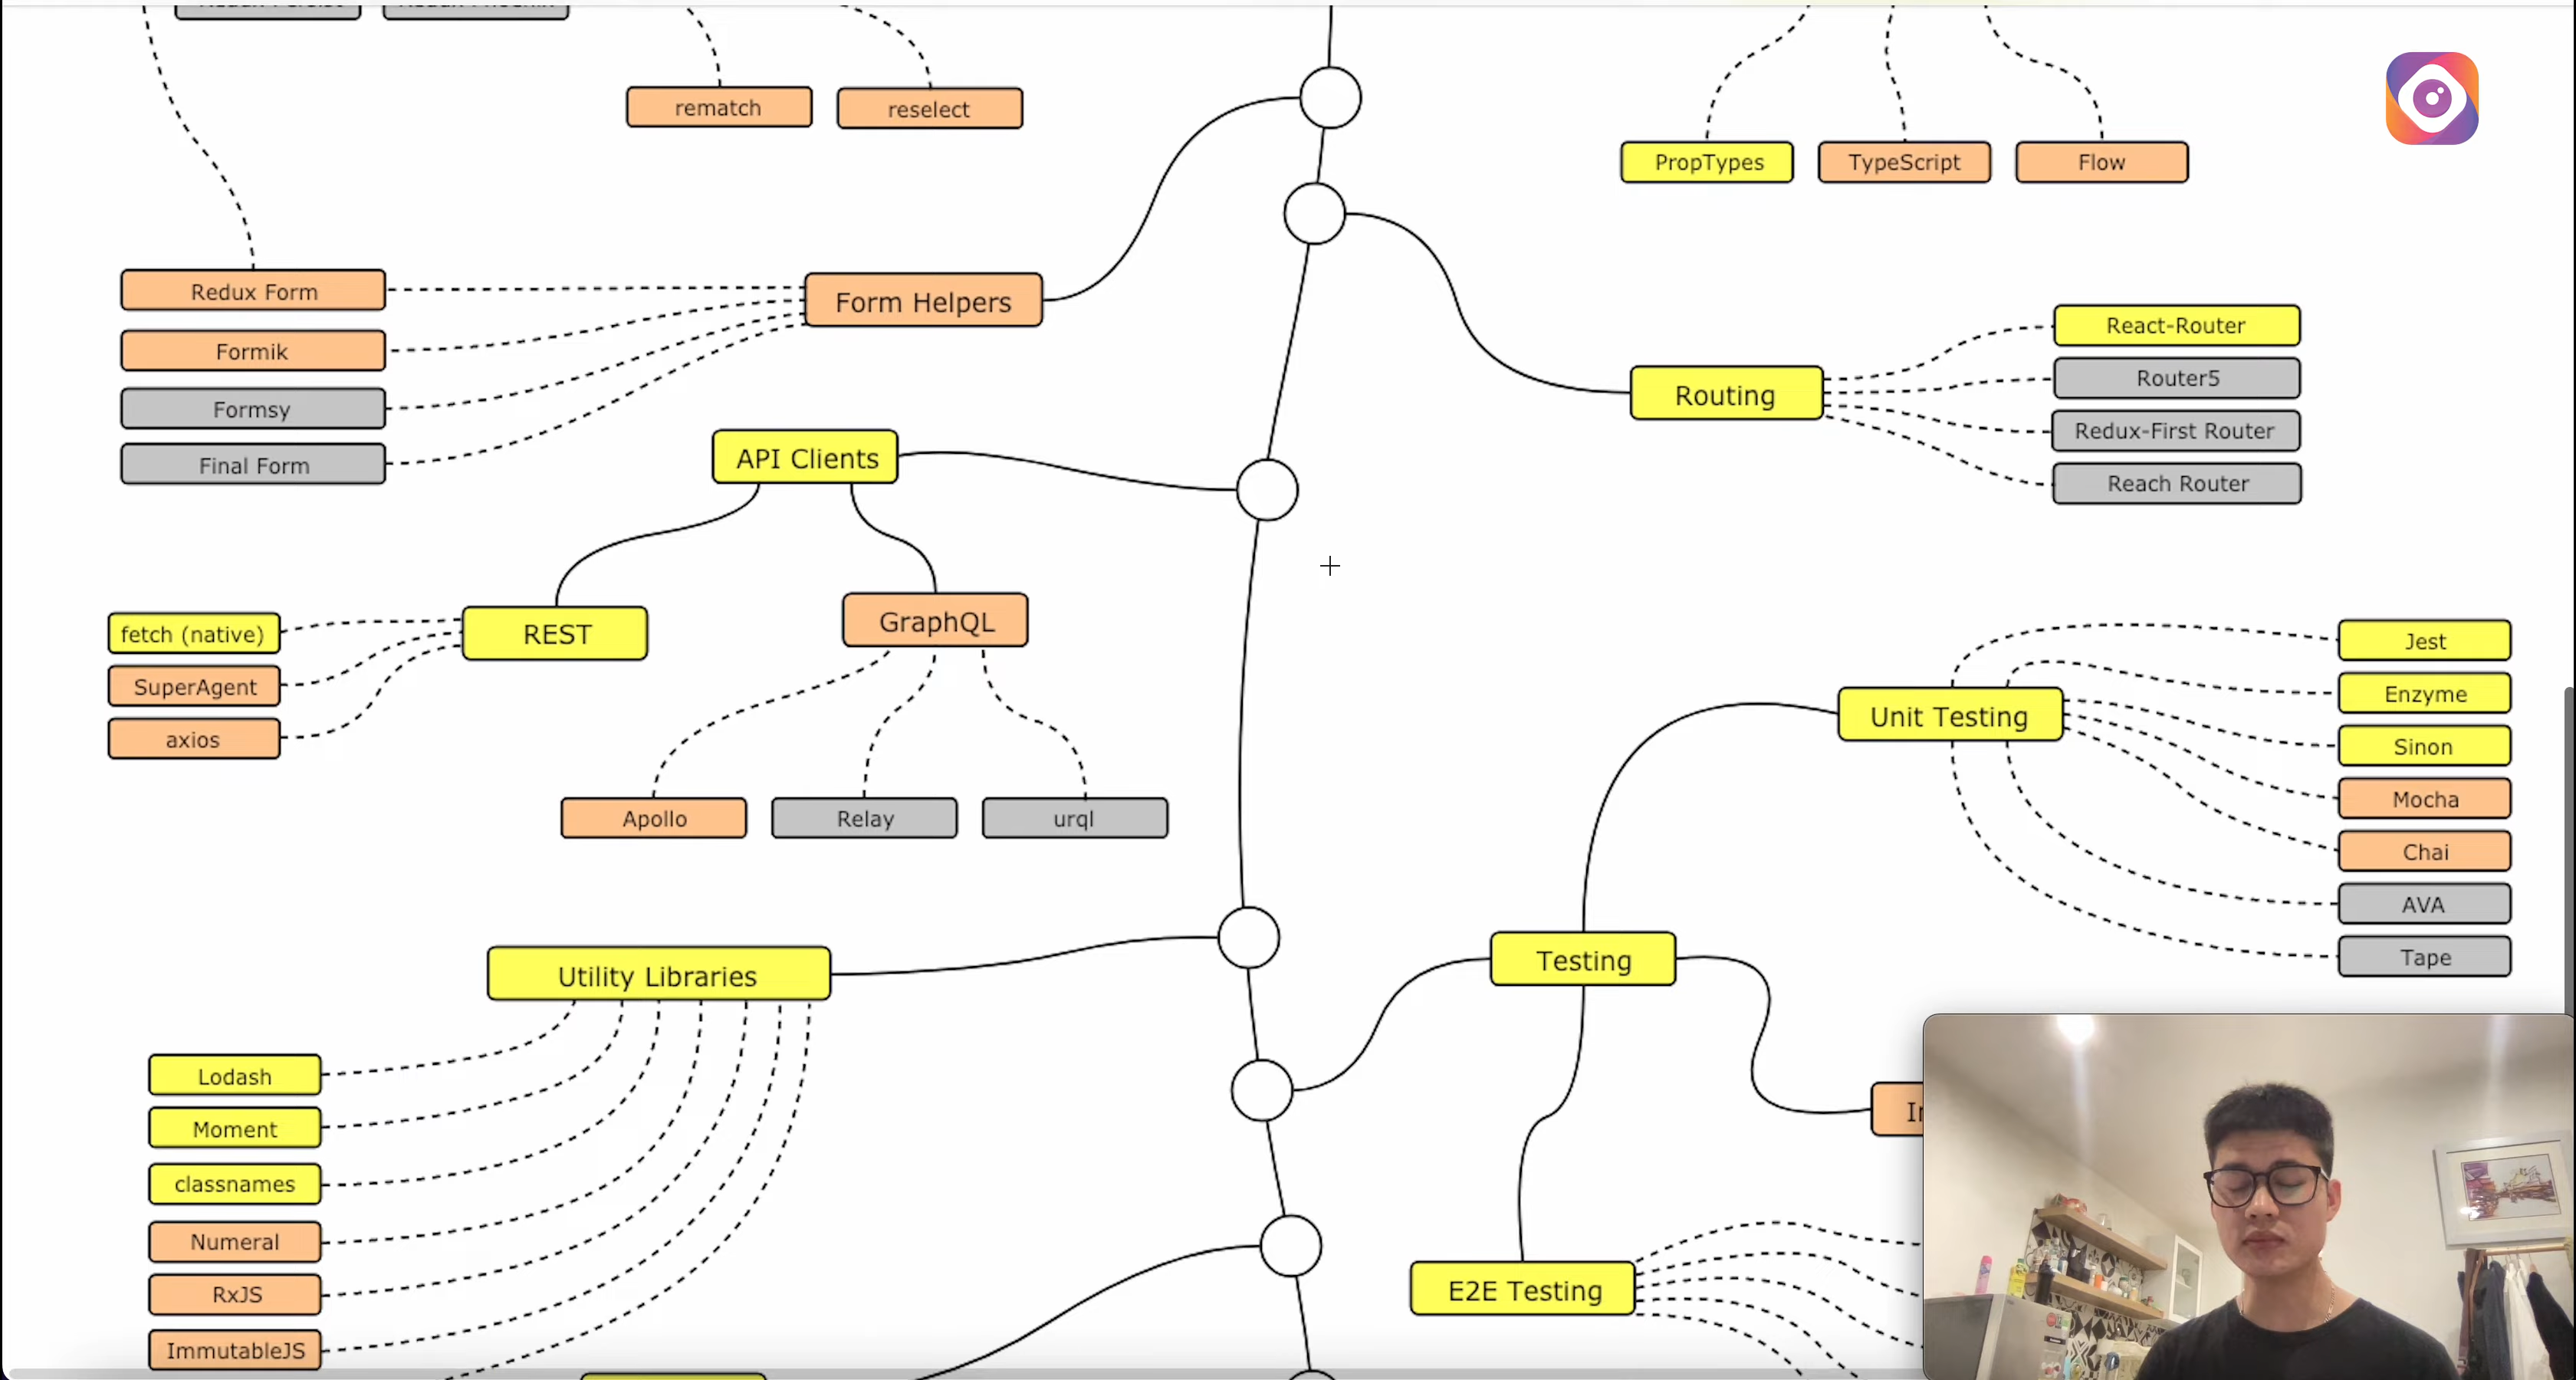 rematch
reselect
PropTypes
TypeScript
Flow
Redux Form
Formik
Formsy
Final Form
Form Helpers
React-Router
Router5
Redux-First Router
Reach Router
Routing
API Clients
REST
GraphQL
fetch (native)
SuperAgent
axios
Apollo
Relay
urql
Jest
Enzyme
Sinon
Mocha
Chai
AVA
Tape
Unit Testing
Testing
Utility Libraries
Lodash
Moment
classnames
Numeral
RxJS
ImmutableJS
E2E Testing